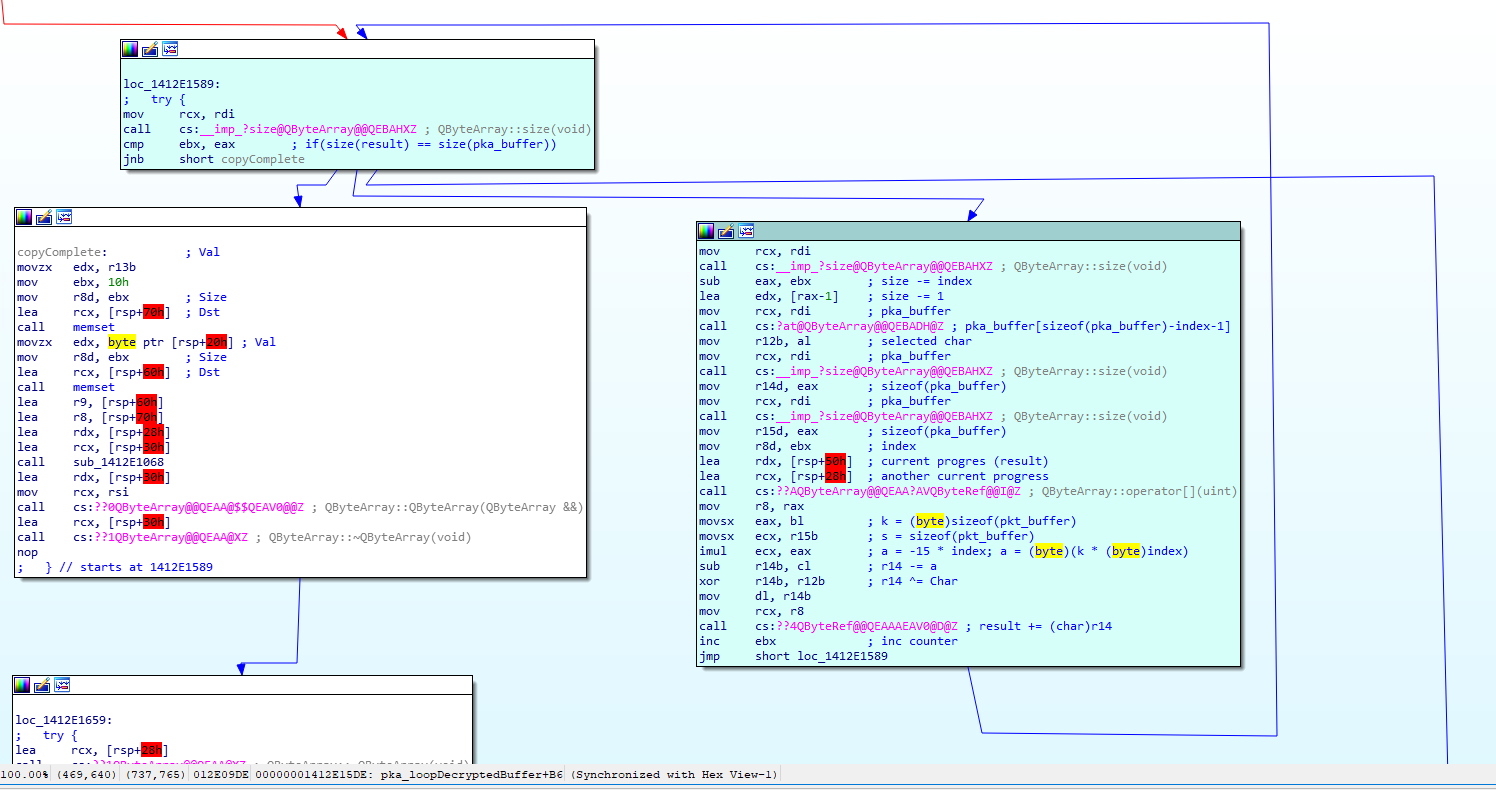 loc_1412E1589:
;   try {
mov     rcx, rdi
call    cs:__imp_?size@QByteArray@@QEBAHXZ ; QByteArray::size(void)
cmp     ebx, eax        ; if(size(result) == size(pka_buffer))
jnb     short copyComplete
copyComplete:           ; Val
movzx   edx, r13b
mov     ebx, 10h
mov     r8d, ebx        ; Size
lea     rcx, [rsp+70h]  ; Dst
call    memset
movzx   edx, byte ptr [rsp+20h] ; Val
mov     r8d, ebx        ; Size
lea     rcx, [rsp+60h]  ; Dst
call    memset
lea     r9, [rsp+60h]
lea     r8, [rsp+70h]
lea     rdx, [rsp+28h]
lea     rcx, [rsp+30h]
call    sub_1412E1068
lea     rdx, [rsp+30h]
mov     rcx, rsi
call    cs:??0QByteArray@@QEAA@$$QEAV0@@Z ; QByteArray::QByteArray(QByteArray &&)
lea     rcx, [rsp+30h]
call    cs:??1QByteArray@@QEAA@XZ ; QByteArray::~QByteArray(void)
nop
;   } // starts at 1412E1589
mov     rcx, rdi
call    cs:__imp_?size@QByteArray@@QEBAHXZ ; QByteArray::size(void)
sub     eax, ebx        ; size -= index
lea     edx, [rax-1]    ; size -= 1
mov     rcx, rdi        ; pka_buffer
call    cs:?at@QByteArray@@QEBADH@Z ; pka_buffer[sizeof(pka_buffer)-index-1]
mov     r12b, al        ; selected char
mov     rcx, rdi        ; pka_buffer
call    cs:__imp_?size@QByteArray@@QEBAHXZ ; QByteArray::size(void)
mov     r14d, eax       ; sizeof(pka_buffer)
mov     rcx, rdi        ; pka_buffer
call    cs:__imp_?size@QByteArray@@QEBAHXZ ; QByteArray::size(void)
mov     r15d, eax       ; sizeof(pka_buffer)
mov     r8d, ebx        ; index
lea     rdx, [rsp+50h]  ; current progres (result)
lea     rcx, [rsp+28h]  ; another current progress
call    cs:??AQByteArray@@QEAA?AVQByteRef@@I@Z ; QByteArray::operator[](uint)
mov     r8, rax
movsx   eax, bl         ; k = (byte)sizeof(pkt_buffer)
movsx   ecx, r15b       ; s = sizeof(pkt_buffer)
imul    ecx, eax        ; a = -15 * index; a = (byte)(k * (byte)index)
sub     r14b, cl        ; r14 -= a
xor     r14b, r12b      ; r14 ^= Char
mov     dl, r14b
mov     rcx, r8
call    cs:??4QByteRef@@QEAAAEAV0@D@Z ; result += (char)r14
inc     ebx             ; inc counter
jmp     short loc_1412E1589
loc_1412E1659:
;   try {
lea     rcx, [rsp+28h]
100.00% (469,640) (737,765) 012E09DE 00000001412E15DE: pka_loopDecryptedBuffer+B6 (Synchronized with Hex View-1)